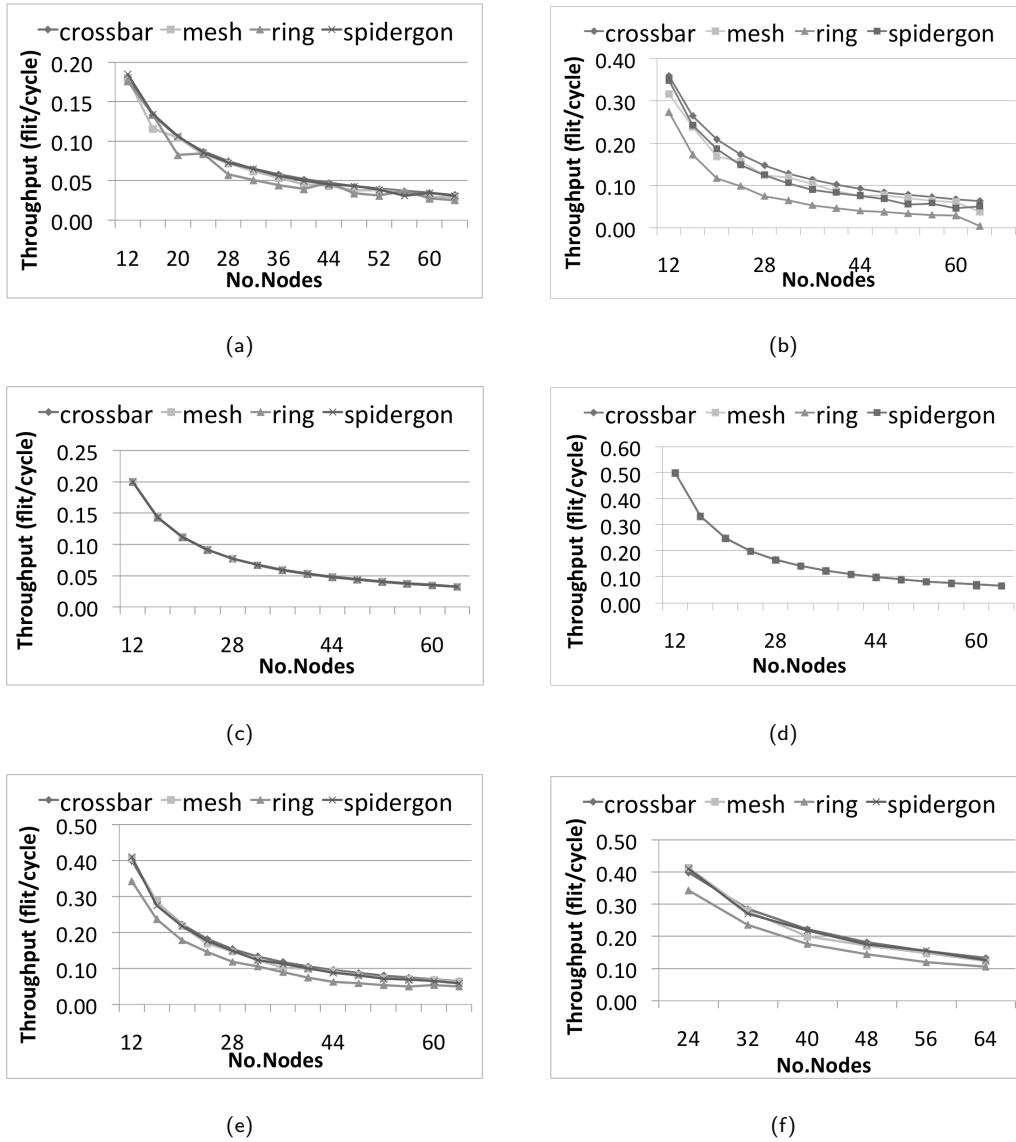 crossbar mesh ring spidergon
Throughput (flit/cycle)
0.20
0.15
0.10
0.05
0.00
12 20 28 36 44 52 60
No.Nodes
(a)
crossbar mesh ring spidergon
Throughput (flit/cycle)
0.40
0.30
0.20
0.10
0.00
12 28 44 60
No.Nodes
(b)
crossbar mesh ring spidergon
Throughput (flit/cycle)
0.25
0.20
0.15
0.10
0.05
0.00
12 28 44 60
No.Nodes
(c)
crossbar mesh ring spidergon
Throughput (flit/cycle)
0.60
0.50
0.40
0.30
0.20
0.10
0.00
12 28 44 60
No.Nodes
(d)
crossbar mesh ring spidergon
Throughput (flit/cycle)
0.50
0.40
0.30
0.20
0.10
0.00
12 28 44 60
No.Nodes
(e)
crossbar mesh ring spidergon
Throughput (flit/cycle)
0.50
0.40
0.30
0.20
0.10
0.00
24 32 40 48 56 64
No.Nodes
(f)